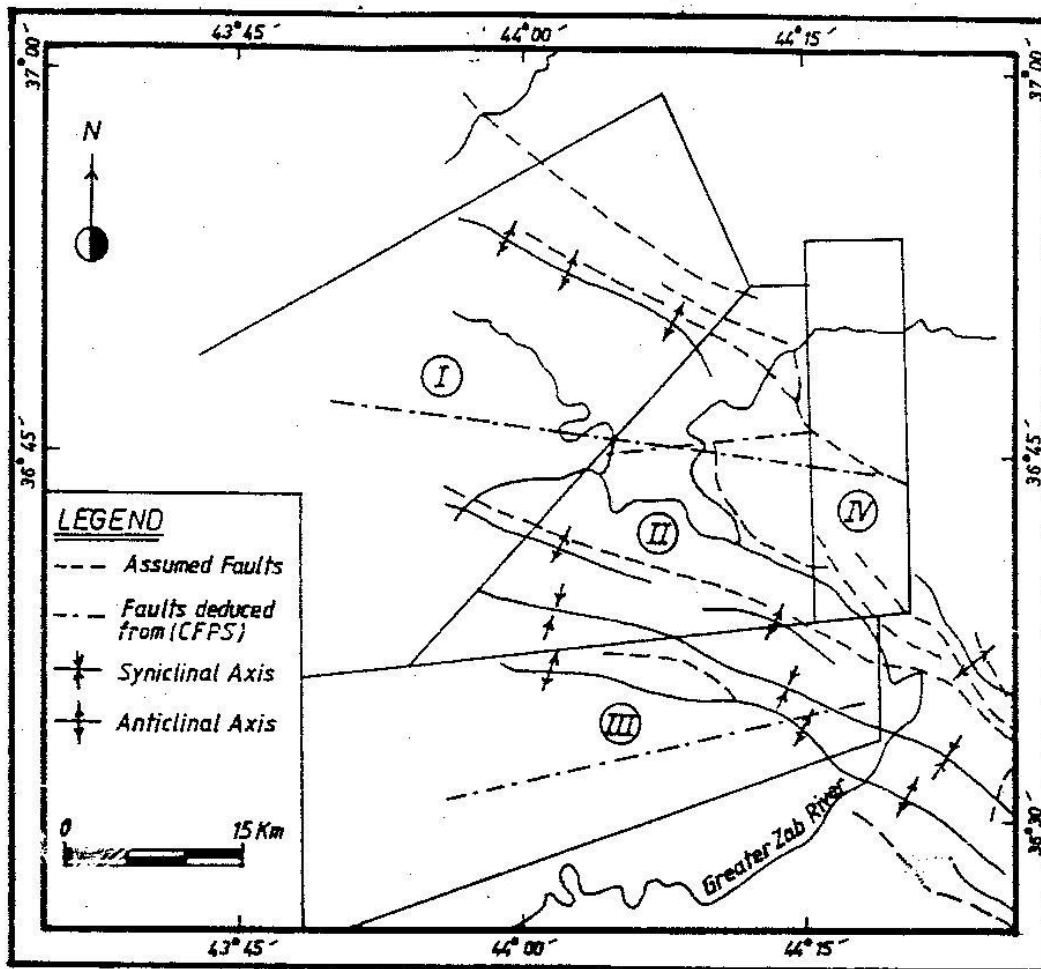 43°45´
44°00´
44°15´
37°00´
37°00´
N
I
36°45´
36°45´
II
IV
LEGEND
Assumed Faults
Faults deduced
from (CFPS)
Syniclinal Axis
Anticlinal Axis
III
0
15 Km
Greater Zab River
36°30´
43°45´
44°00´
44°15´